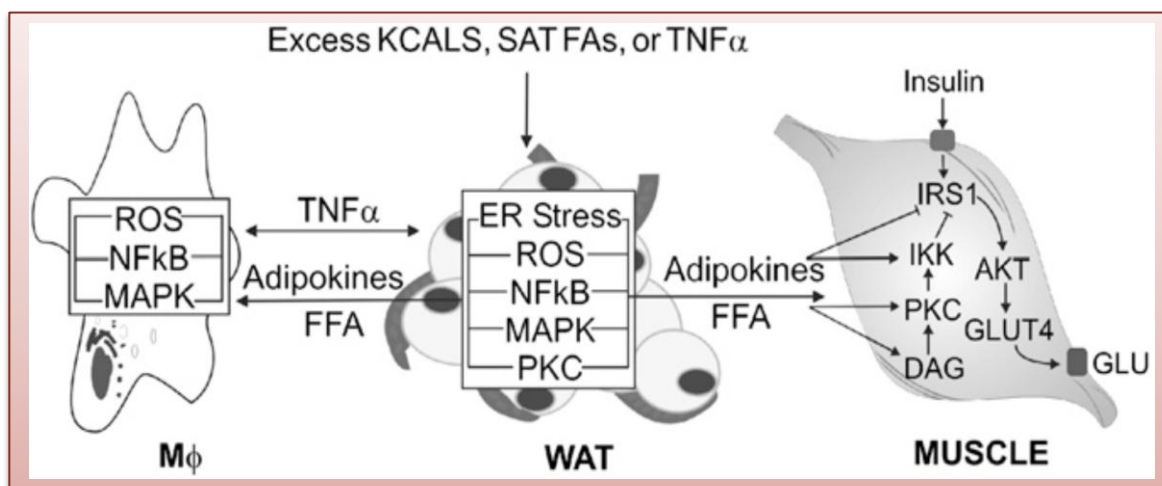 Excess KCALS, SAT FAs, or TNFα
ROS
NFkB
MAPK
Mφ
TNFα
Adipokines
FFA
ER Stress
ROS
NFkB
MAPK
PKC
WAT
Adipokines
FFA
Insulin
IRS1
IKK
AKT
PKC
GLUT4
DAG
GLU
MUSCLE